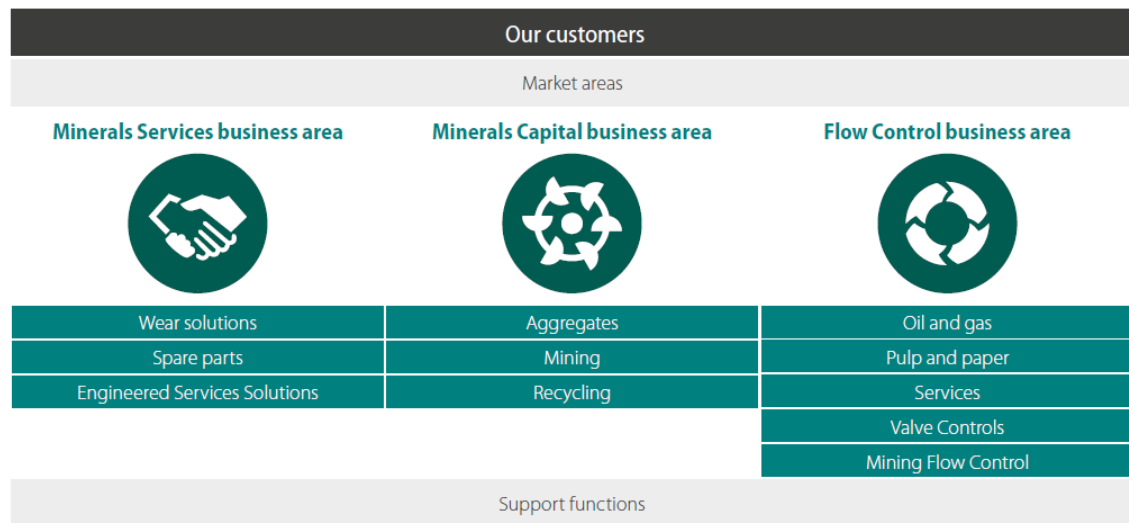 Our customers
Market areas
Minerals Services business area
Minerals Capital business area
Flow Control business area
Wear solutions
Aggregates
Oil and gas
Spare parts
Mining
Pulp and paper
Engineered Services Solutions
Recycling
Services
Valve Controls
Mining Flow Control
Support functions